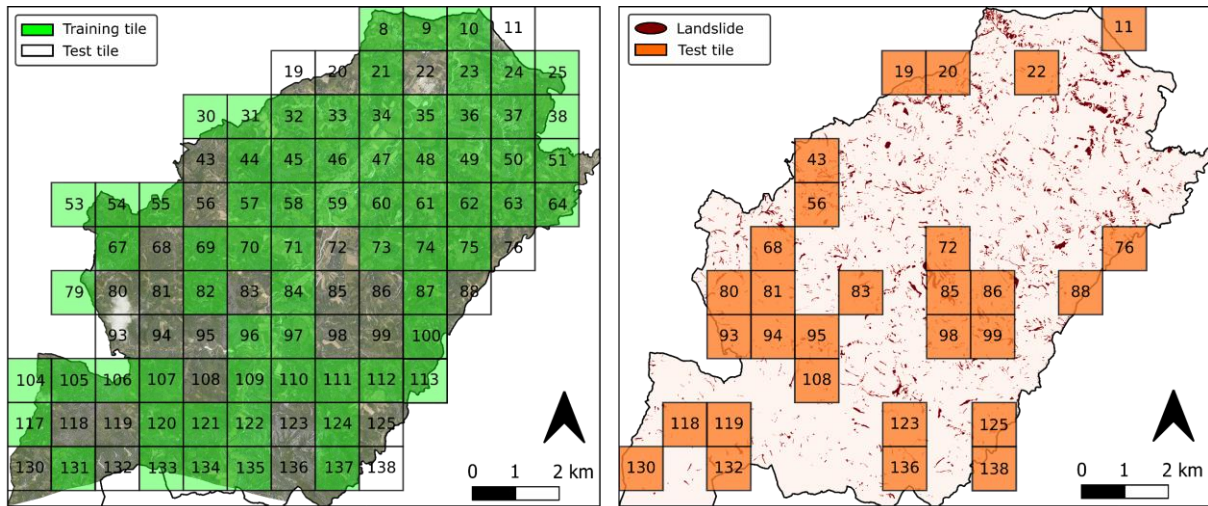 Training tile
Test tile
8 9 10 11
19 20 21 22 23 24 25
30 31 32 33 34 35 36 37 38
43 44 45 46 47 48 49 50 51
53 54 55 56 57 58 59 60 61 62 63 64
67 68 69 70 71 72 73 74 75 76
79 80 81 82 83 84 85 86 87 88
93 94 95 96 97 98 99 100
104 105 106 107 108 109 110 111 112 113
117 118 119 120 121 122 123 124 125
130 131 132 133 134 135 136 137 138
0 1 2 km
Landslide
Test tile
11
19 20 22
43
56
68 72 76
80 81 83 85 86 88
93 94 95 98 99
108
118 119 123 125
130 132 136 138
0 1 2 km